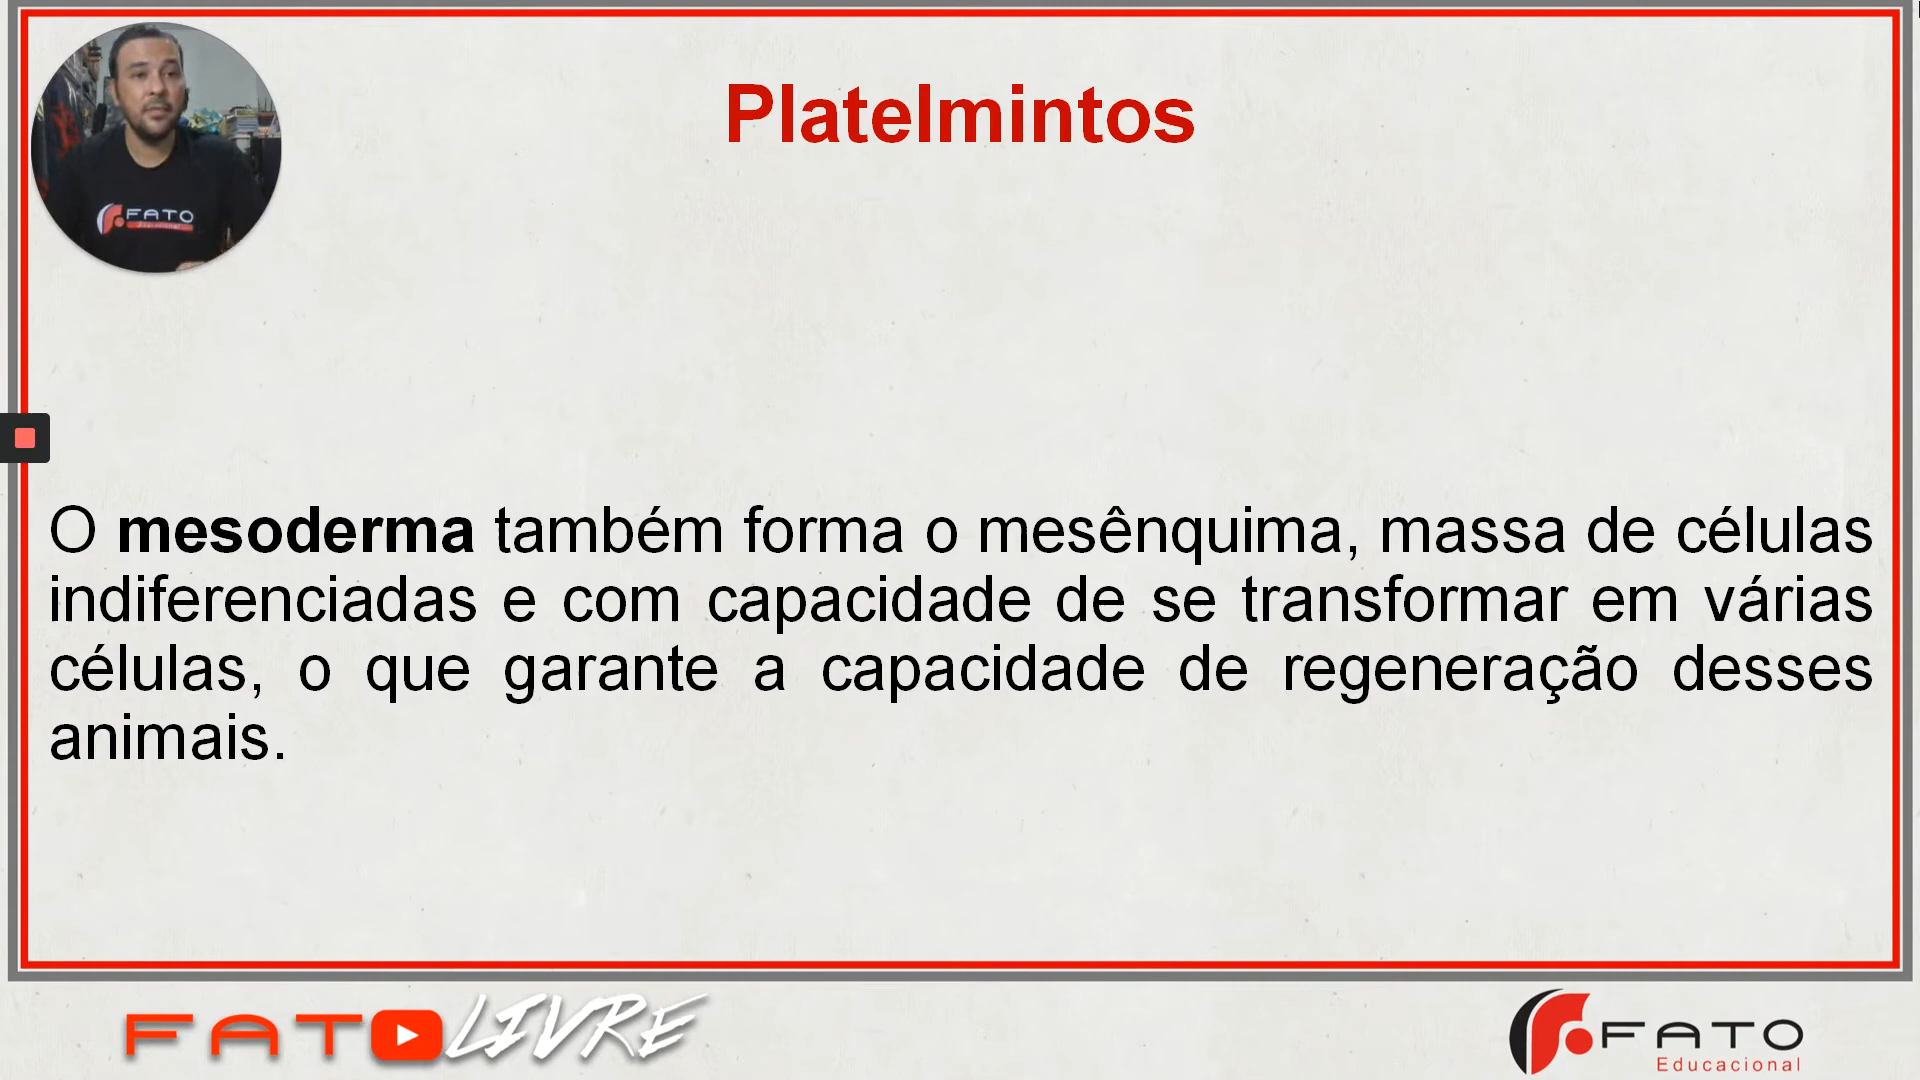 Platelmintos
FATO
Educacional
O mesoderma também forma o mesênquima, massa de células
indiferenciadas e com capacidade de se transformar em várias
células, o que garante a capacidade de regeneração desses
animais.
FATO LIVRE
FATO
Educacional